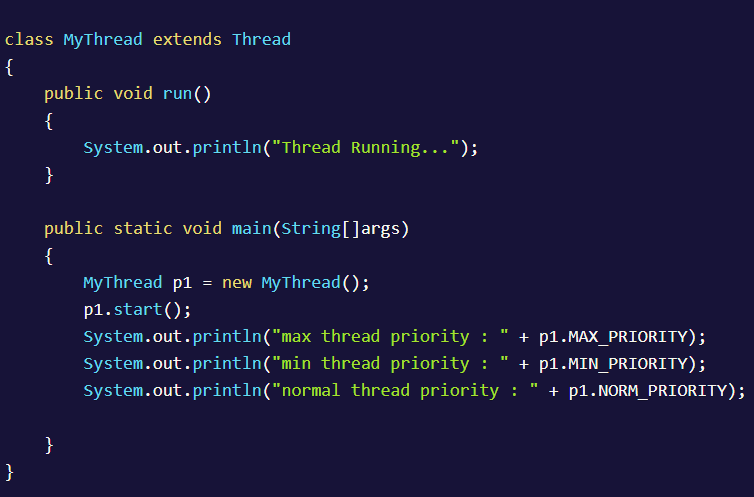 class MyThread extends Thread
{
    public void run()
    {
        System.out.println("Thread Running...");
    }

    public static void main(String[]args)
    {
        MyThread p1 = new MyThread();
        p1.start();
        System.out.println("max thread priority : " + p1.MAX_PRIORITY);
        System.out.println("min thread priority : " + p1.MIN_PRIORITY);
        System.out.println("normal thread priority : " + p1.NORM_PRIORITY);

    }
}